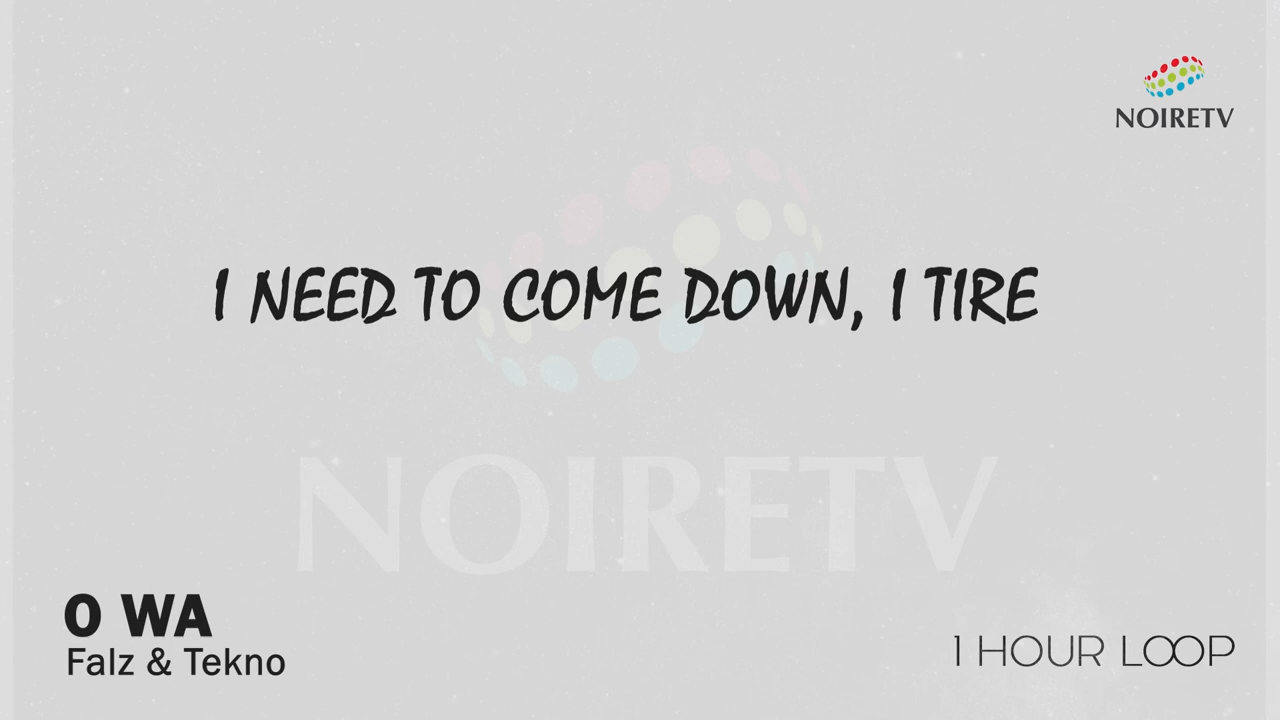 NOIRETV
I NEED TO COME DOWN, I TIRE
NOIRETV
O WA
Falz & Tekno
1 HOUR LOOP